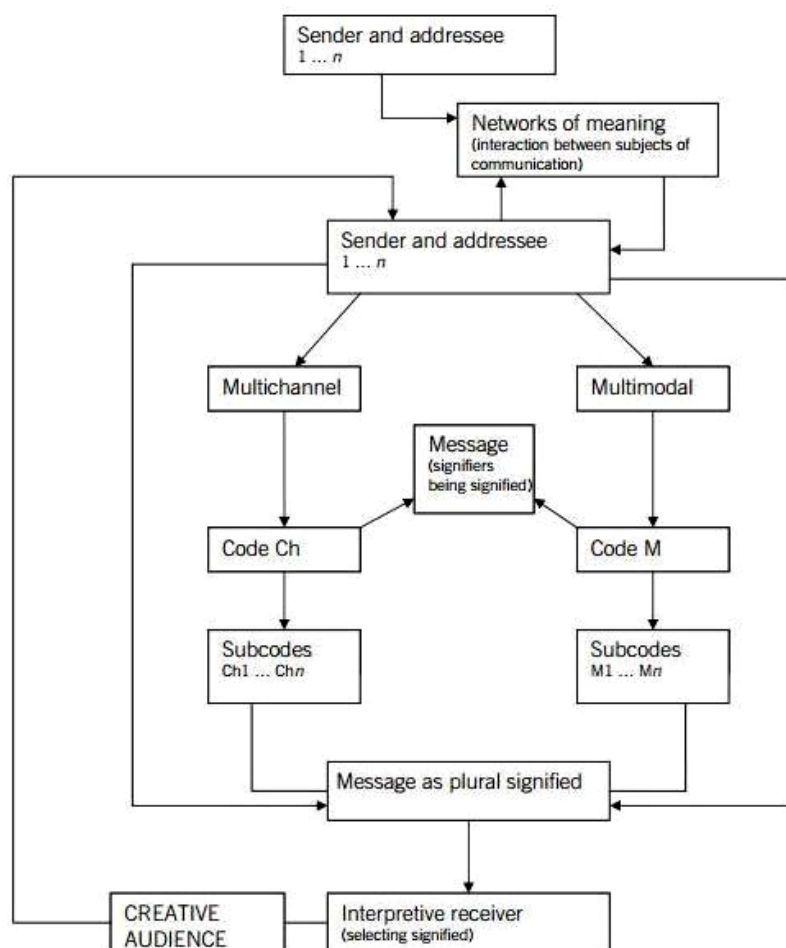 Sender and addressee
1 ... n
Networks of meaning
(interaction between subjects of
communication)
Sender and addressee
1 ... n
Multichannel
Multimodal
Message
(signifiers
being signified)
Code Ch
Code M
Subcodes
Ch1 ... Chn
Subcodes
M1 ... Mn
Message as plural signified
CREATIVE
AUDIENCE
Interpretive receiver
(selecting signified)